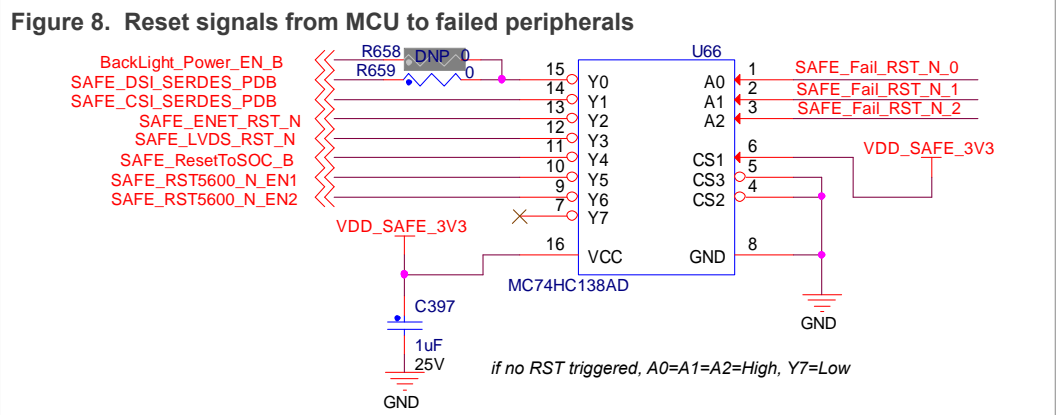 Figure 8. Reset signals from MCU to failed peripherals
R658 DNP 0 U66
BackLight_Power_EN_B
R659 0 15 Y0 A0 1 SAFE_Fail_RST_N_0
SAFE_DSI_SERDES_PDB
14 Y1 A1 2 SAFE_Fail_RST_N_1
SAFE_CSI_SERDES_PDB
13 Y2 A2 3 SAFE_Fail_RST_N_2
SAFE_ENET_RST_N
12 Y3
SAFE_LVDS_RST_N
11 Y4 CS1 6 VDD_SAFE_3V3
SAFE_ResetToSOC_B
10 Y5 CS3 5
SAFE_RST5600_N_EN1
9 Y6 CS2 4
SAFE_RST5600_N_EN2
7 Y7
VDD_SAFE_3V3
16 VCC GND 8
MC74HC138AD
C397
GND
1uF
25V
if no RST triggered, A0=A1=A2=High, Y7=Low
GND